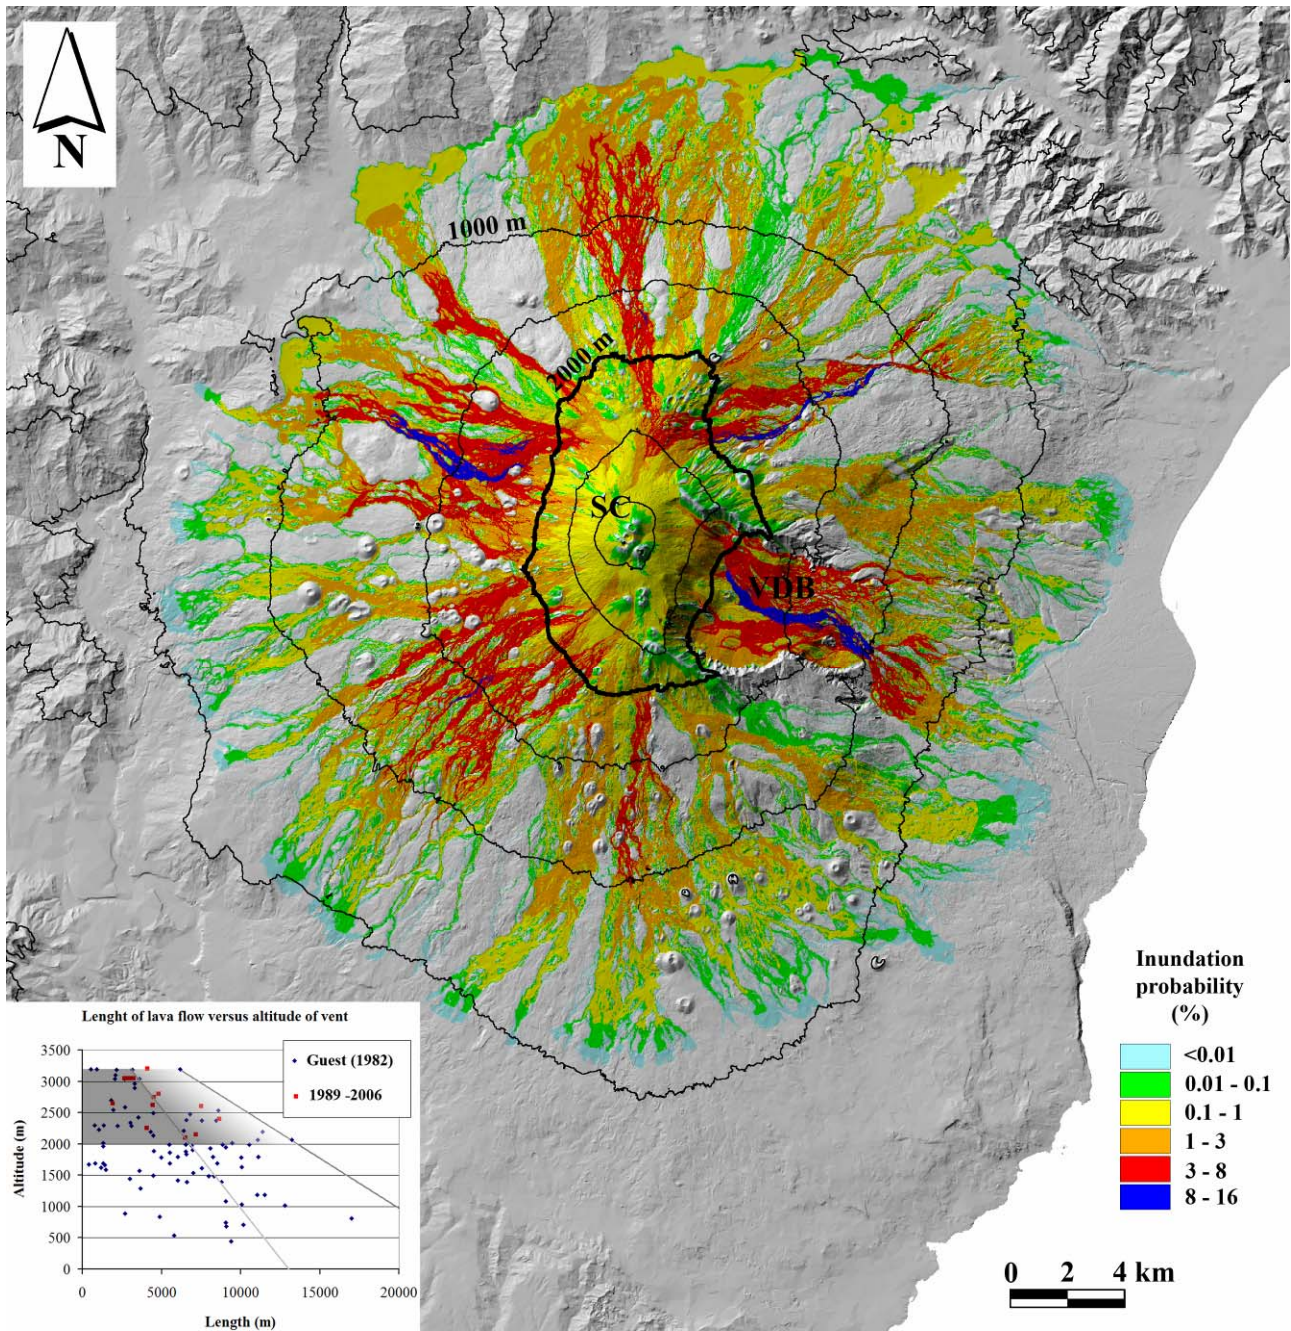 N
1000 m
2000 m
SC
VDB
Inundation
probability
(%)
<0.01
0.01 - 0.1
0.1 - 1
1 - 3
3 - 8
8 - 16
0 2 4 km
Lenght of lava flow versus altitude of vent
Guest (1982)
1989 -2006
3500
3000
2500
2000
1500
1000
500
0
Altitude (m)
0 5000 10000 15000 20000
Length (m)